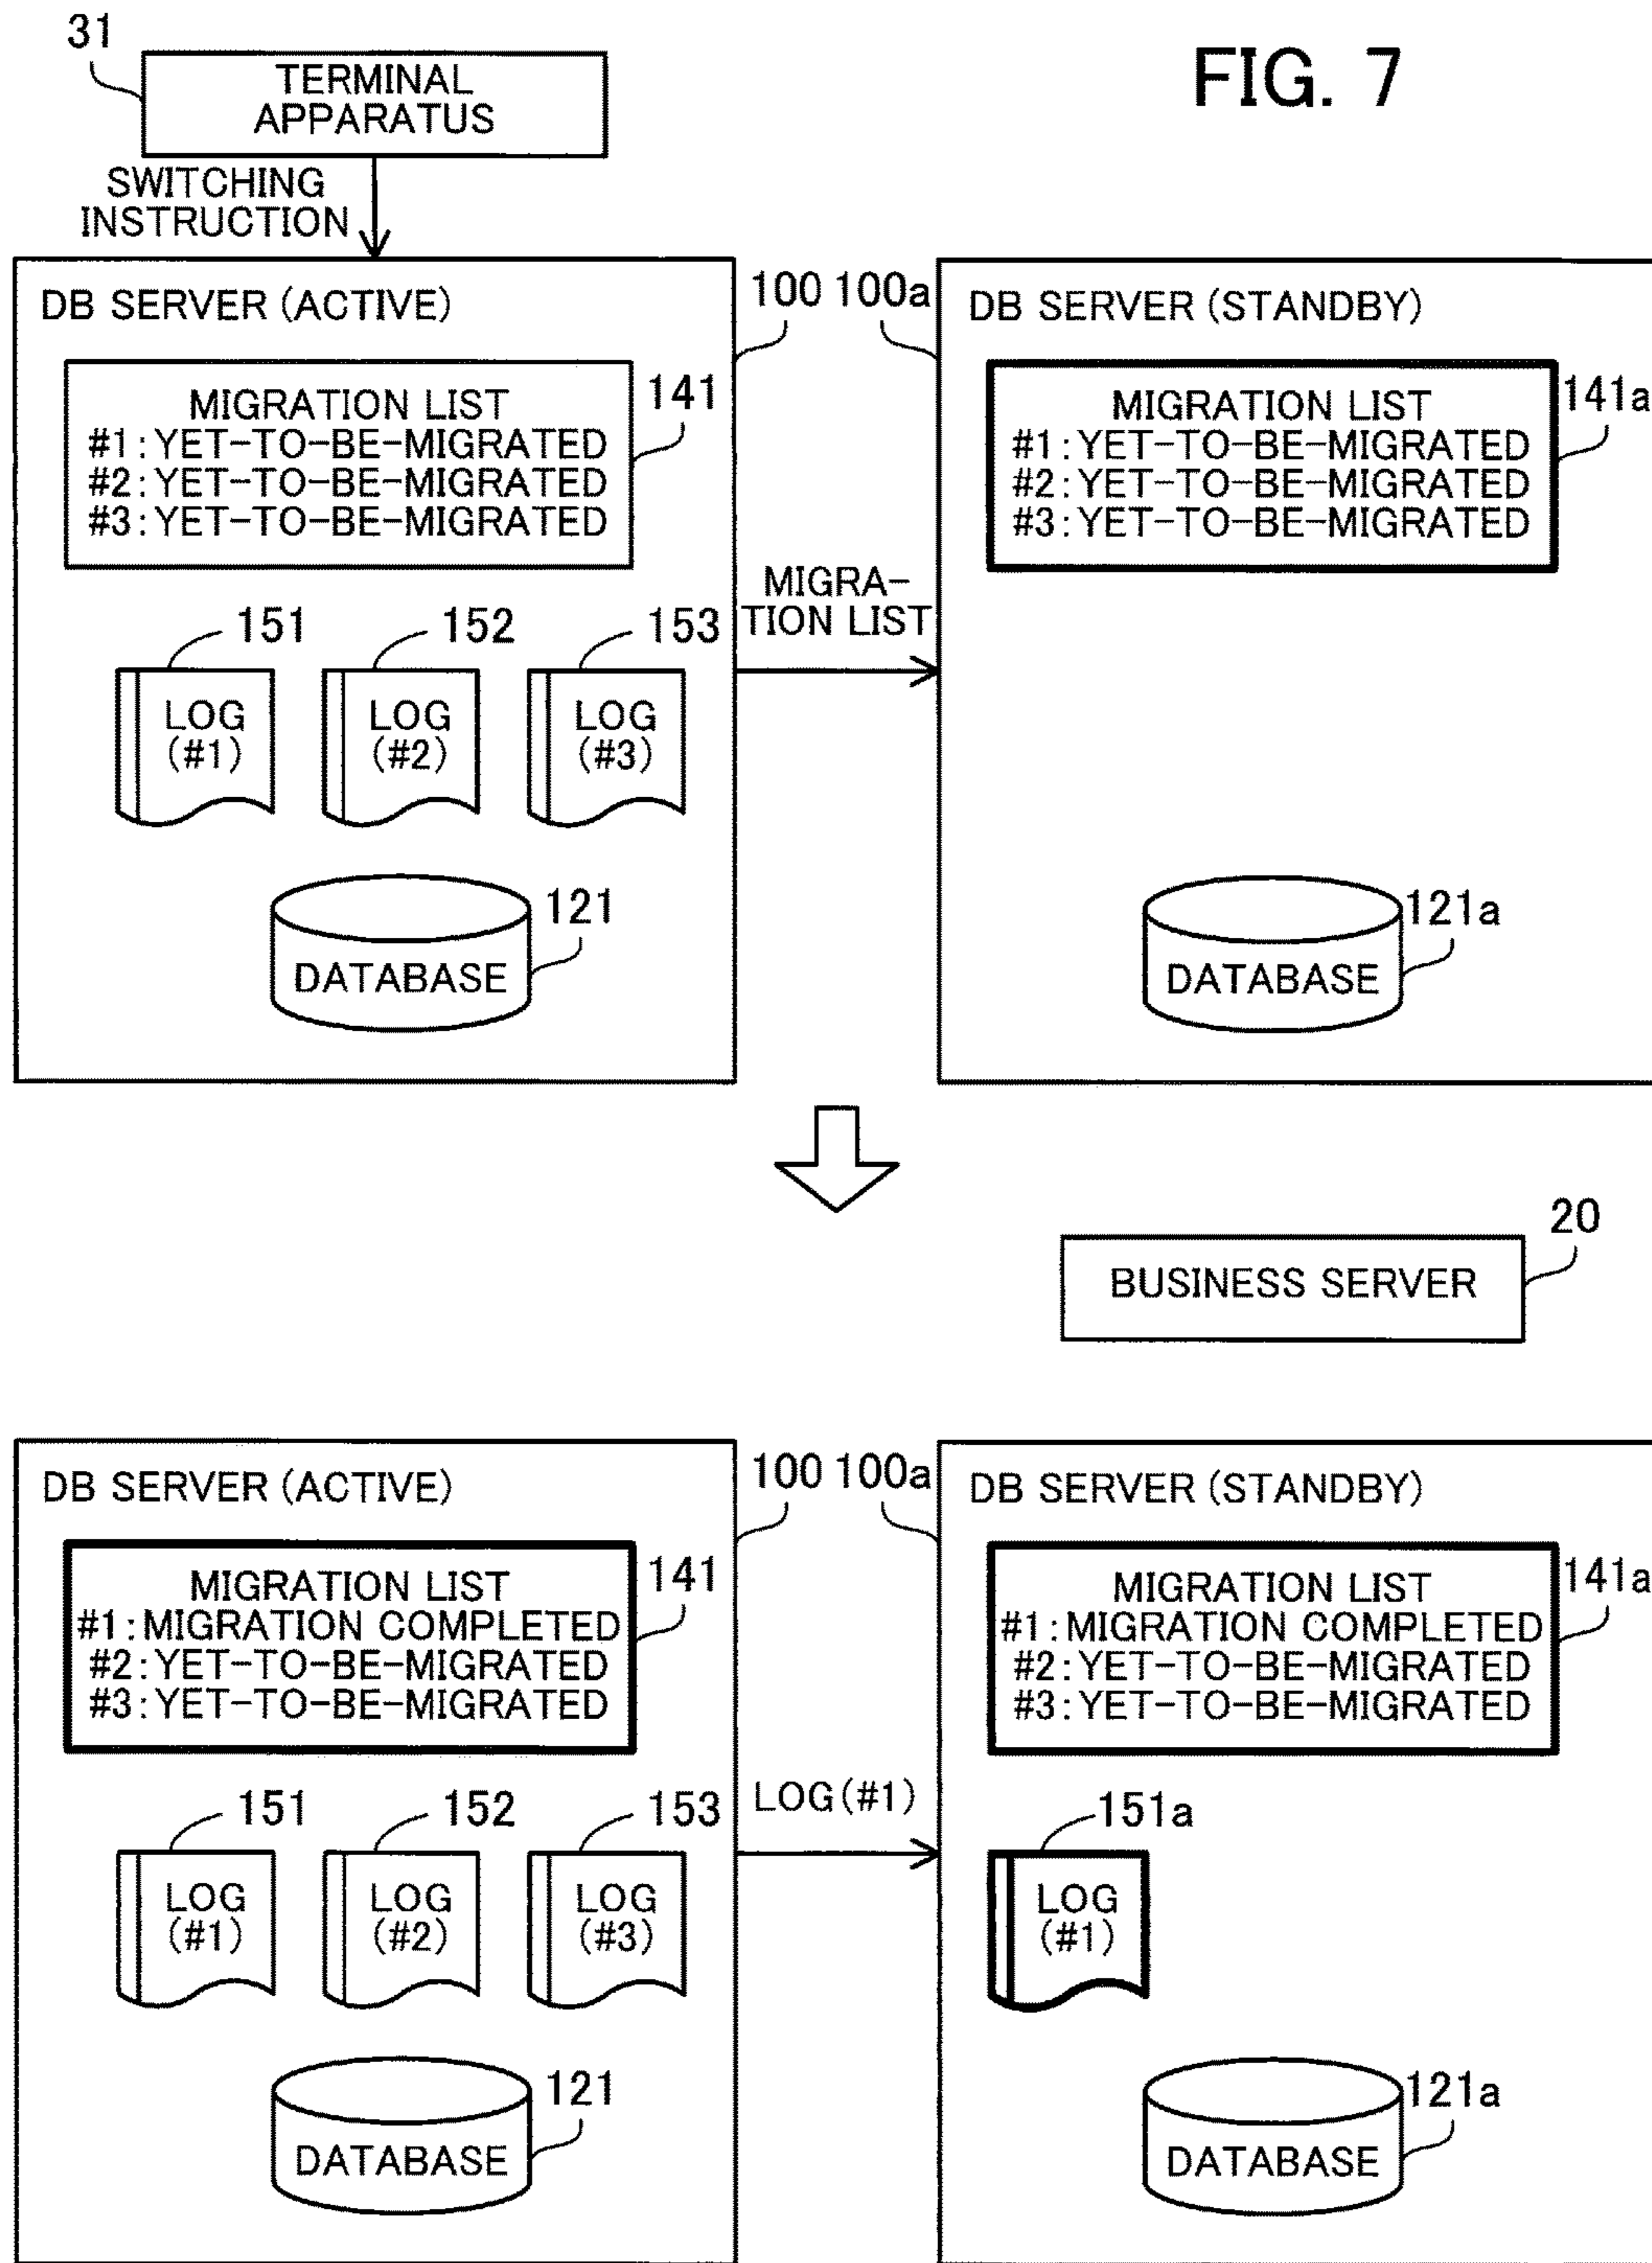 FIG. 7
31
TERMINAL
APPARATUS
SWITCHING
INSTRUCTION
DB SERVER (ACTIVE)
100
100a
DB SERVER (STANDBY)
MIGRATION LIST
#1:YET-TO-BE-MIGRATED
#2:YET-TO-BE-MIGRATED
#3:YET-TO-BE-MIGRATED
141
MIGRATION LIST
#1:YET-TO-BE-MIGRATED
#2:YET-TO-BE-MIGRATED
#3:YET-TO-BE-MIGRATED
141a
MIGRA-
TION LIST
151
152
153
LOG
(#1)
LOG
(#2)
LOG
(#3)
121
DATABASE
121a
DATABASE
20
BUSINESS SERVER
DB SERVER (ACTIVE)
100
100a
DB SERVER (STANDBY)
MIGRATION LIST
#1:MIGRATION COMPLETED
#2:YET-TO-BE-MIGRATED
#3:YET-TO-BE-MIGRATED
141
MIGRATION LIST
#1:MIGRATION COMPLETED
#2:YET-TO-BE-MIGRATED
#3:YET-TO-BE-MIGRATED
141a
151
152
153
LOG (#1)
151a
LOG
(#1)
LOG
(#2)
LOG
(#3)
LOG
(#1)
121
DATABASE
121a
DATABASE